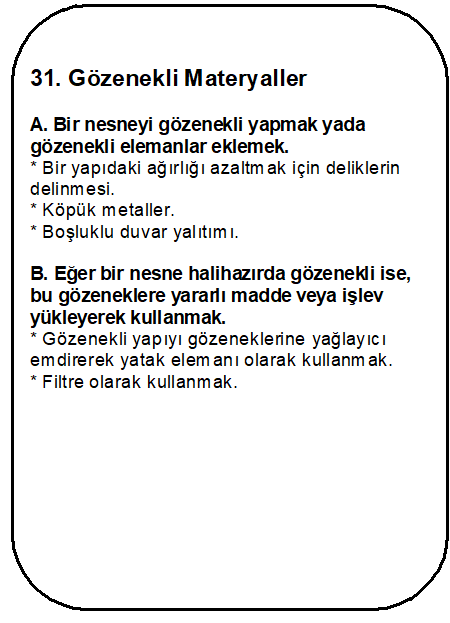 31. Gözenekli Materyaller
A. Bir nesneyi gözenekli yapmak yada
gözenekli elemanlar eklemek.
* Bir yapıdaki ağırlığı azaltmak için deliklerin
delinmesi.
* Köpük metaller.
* Boşluklu duvar yalıtımı.
B. Eğer bir nesne halihazırda gözenekli ise,
bu gözeneklere yararlı madde veya işlev
yükleyerek kullanmak.
* Gözenekli yapıyı gözeneklerine yağlayıcı
emdirerek yatak elemanı olarak kullanmak.
* Filtre olarak kullanmak.